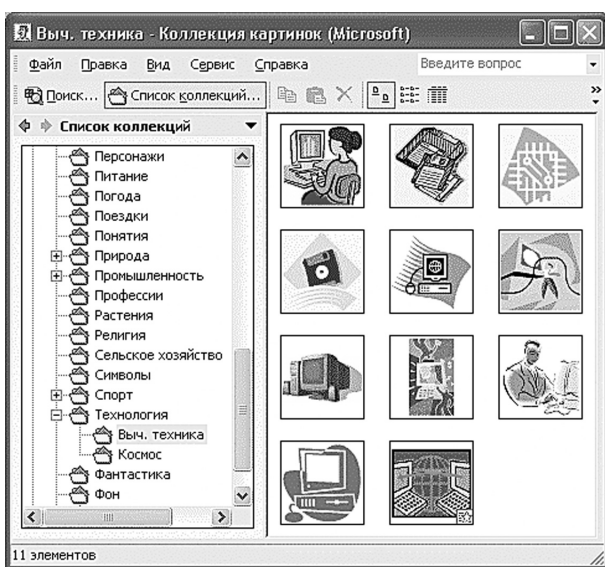 Выч. техника - Коллекция картинок (Microsoft)
Файл Правка Вид Сервис Справка Введите вопрос
Поиск... Список коллекций...
Список коллекций
Персонажи
Питание
Погода
Поездки
Понятия
Природа
Промышленность
Профессии
Растения
Религия
Сельское хозяйство
Символы
Спорт
Технология
Выч. техника
Космос
Фантастика
Фон
11 элементов